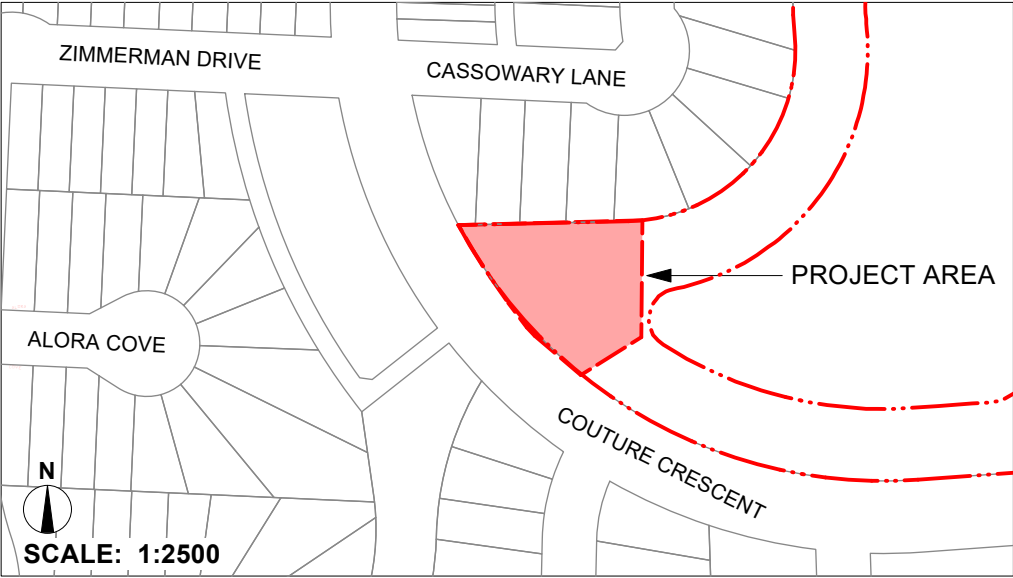 ZIMMERMAN DRIVE
CASSOWARY LANE
PROJECT AREA
ALORA COVE
COUTURE CRESCENT
N
SCALE: 1:2500